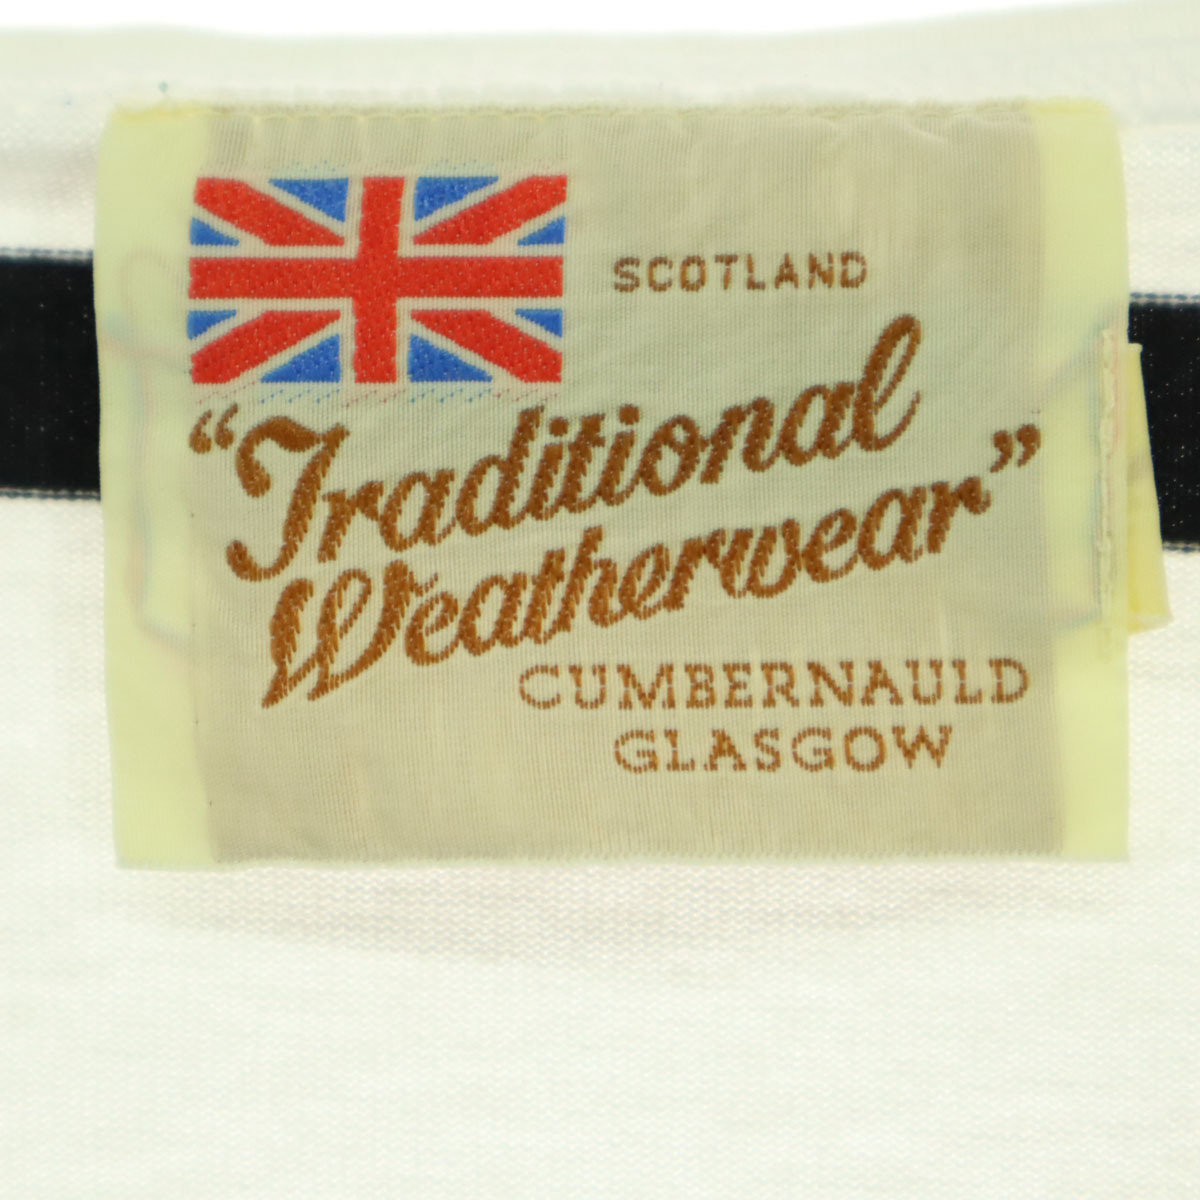 SCOTLAND
“Traditional
Weatherwear”
CUMBERNAULD
GLASGOW